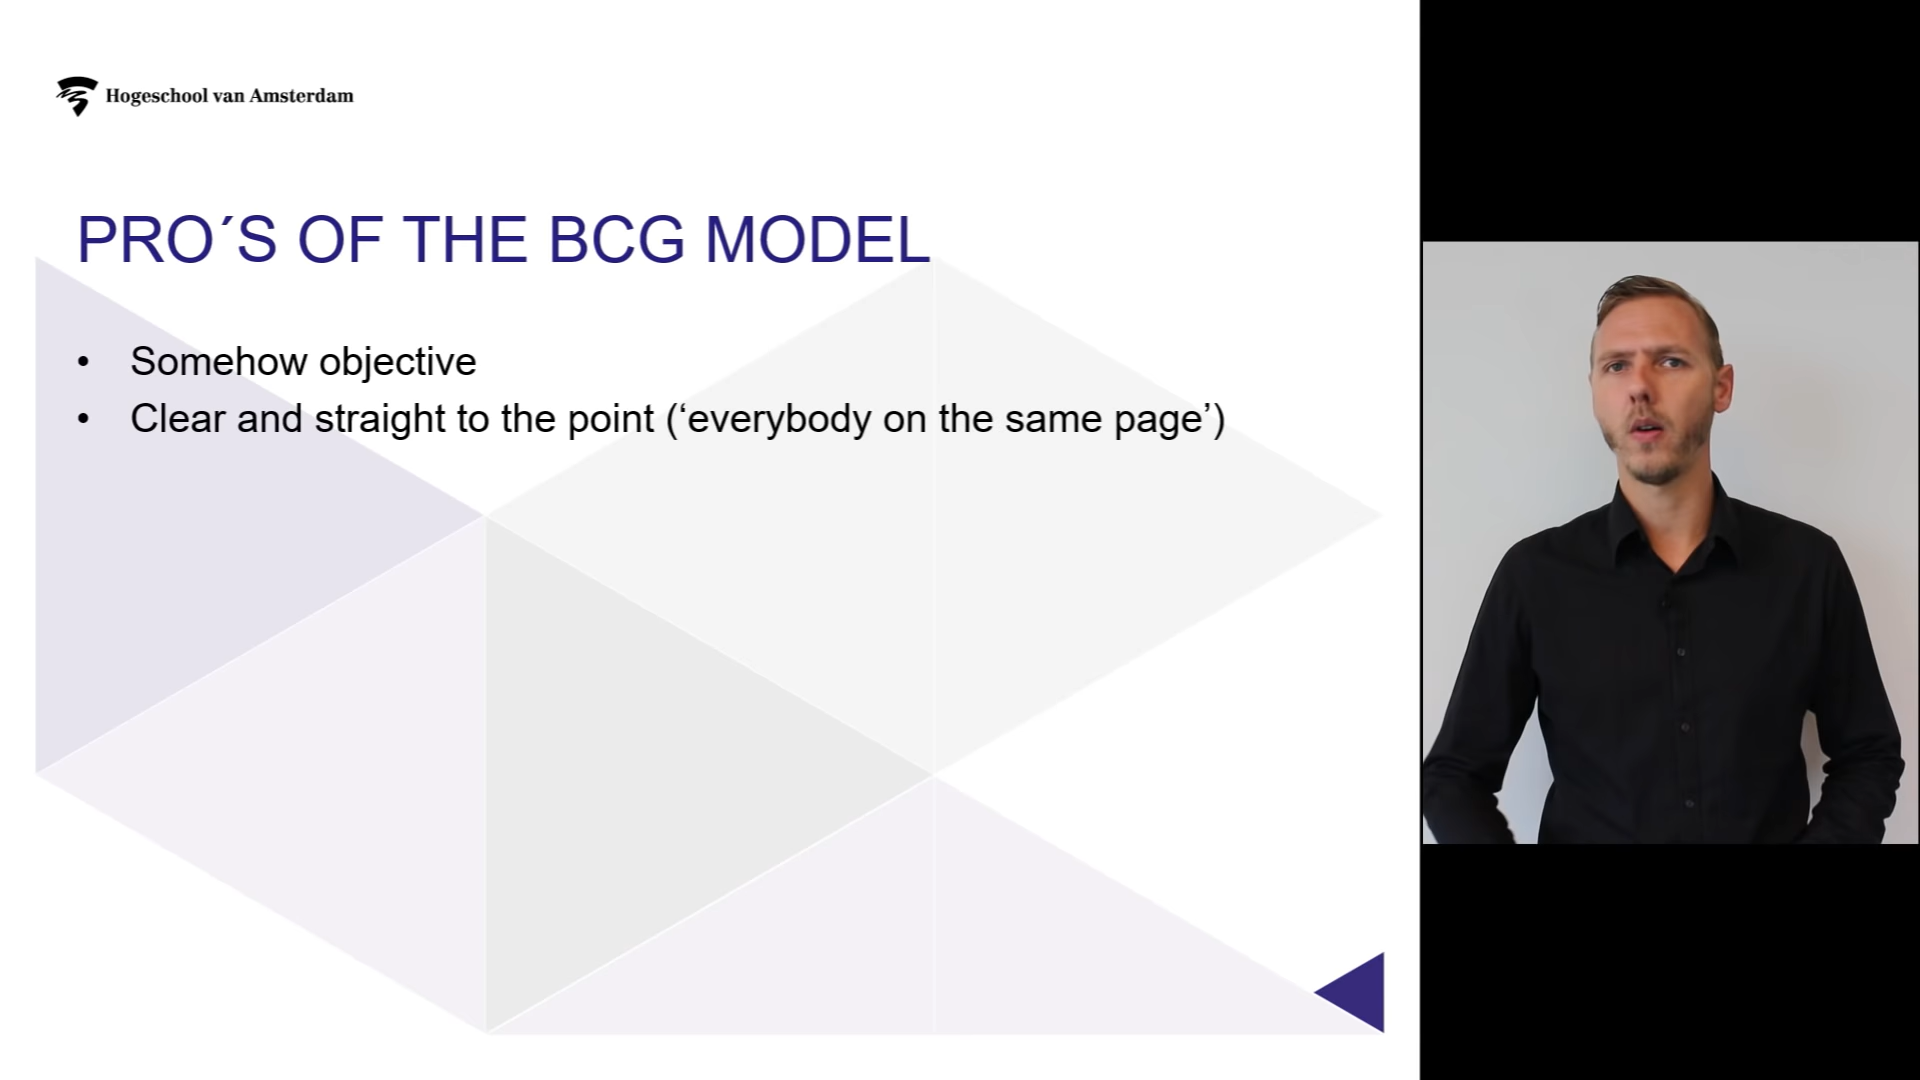 Hogeschool van Amsterdam
PRO´S OF THE BCG MODEL
• Somehow objective
• Clear and straight to the point (‘everybody on the same page’)